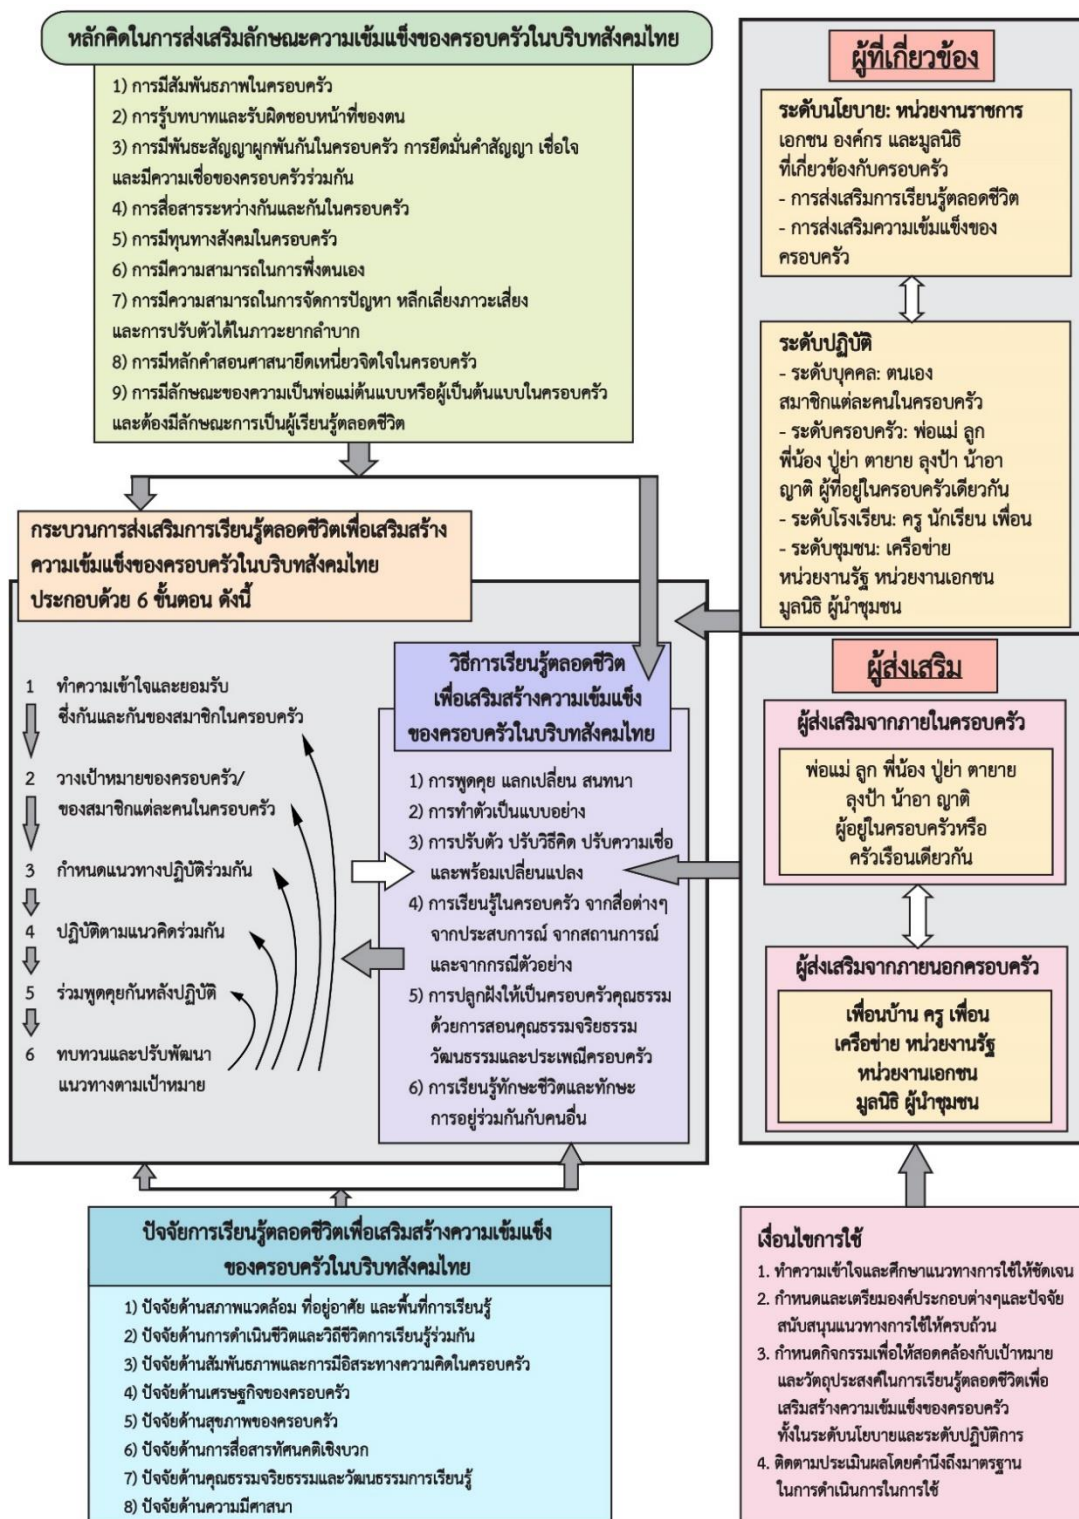 หลักคิดในการส่งเสริมลักษณะความเข้มแข็งของครอบครัวในบริบทสังคมไทย
1) การมีสัมพันธภาพในครอบครัว
2) การรู้บทบาทและรับผิดชอบหน้าที่ของตน
3) การมีพันธะสัญญาผูกพันกันในครอบครัว การยึดมั่นคำสัญญา เชื่อใจ
และมีความเชื่อของครอบครัวร่วมกัน
4) การสื่อสารระหว่างกันและกันในครอบครัว
5) การมีทุนทางสังคมในครอบครัว
6) การมีความสามารถในการพึ่งตนเอง
7) การมีความสามารถในการจัดการปัญหา หลีกเลี่ยงภาวะเสี่ยง
และการปรับตัวได้ในภาวะยากลำบาก
8) การมีหลักคำสอนศาสนายึดเหนี่ยวจิตใจในครอบครัว
9) การมีลักษณะของความเป็นพ่อแม่ต้นแบบหรือผู้เป็นต้นแบบในครอบครัว
และต้องมีลักษณะการเป็นผู้เรียนรู้ตลอดชีวิต
กระบวนการส่งเสริมการเรียนรู้ตลอดชีวิตเพื่อเสริมสร้าง
ความเข้มแข็งของครอบครัวในบริบทสังคมไทย
ประกอบด้วย 6 ขั้นตอน ดังนี้
1 ทำความเข้าใจและยอมรับ
ซึ่งกันและกันของสมาชิกในครอบครัว
2 วางเป้าหมายของครอบครัว/
ของสมาชิกแต่ละคนในครอบครัว
3 กำหนดแนวทางปฏิบัติร่วมกัน
4 ปฏิบัติตามแนวคิดร่วมกัน
5 ร่วมพูดคุยกันหลังปฏิบัติ
6 ทบทวนและปรับพัฒนา
แนวทางตามเป้าหมาย
วิธีการเรียนรู้ตลอดชีวิต
เพื่อเสริมสร้างความเข้มแข็ง
ของครอบครัวในบริบทสังคมไทย
1) การพูดคุย แลกเปลี่ยน สนทนา
2) การทำตัวเป็นแบบอย่าง
3) การปรับตัว ปรับวิธีคิด ปรับความเชื่อ
และพร้อมเปลี่ยนแปลง
4) การเรียนรู้ในครอบครัว จากสื่อต่างๆ
จากประสบการณ์ จากสถานการณ์
และจากกรณีตัวอย่าง
5) การปลูกฝังให้เป็นครอบครัวคุณธรรม
ด้วยการสอนคุณธรรมจริยธรรม
วัฒนธรรมและประเพณีครอบครัว
6) การเรียนรู้ทักษะชีวิตและทักษะ
การอยู่ร่วมกันกับคนอื่น
ปัจจัยการเรียนรู้ตลอดชีวิตเพื่อเสริมสร้างความเข้มแข็ง
ของครอบครัวในบริบทสังคมไทย
1) ปัจจัยด้านสภาพแวดล้อม ที่อยู่อาศัย และพื้นที่การเรียนรู้
2) ปัจจัยด้านการดำเนินชีวิตและวิถีชีวิตการเรียนรู้ร่วมกัน
3) ปัจจัยด้านสัมพันธภาพและการมีอิสระทางความคิดในครอบครัว
4) ปัจจัยด้านเศรษฐกิจของครอบครัว
5) ปัจจัยด้านสุขภาพของครอบครัว
6) ปัจจัยด้านการสื่อสารทัศนคติเชิงบวก
7) ปัจจัยด้านคุณธรรมจริยธรรมและวัฒนธรรมการเรียนรู้
8) ปัจจัยด้านความมีศาสนา
ผู้ที่เกี่ยวข้อง
ระดับนโยบาย: หน่วยงานราชการ
เอกชน องค์กร และมูลนิธิ
ที่เกี่ยวข้องกับครอบครัว
- การส่งเสริมการเรียนรู้ตลอดชีวิต
- การส่งเสริมความเข้มแข็งของ
ครอบครัว
ระดับปฏิบัติ
- ระดับบุคคล: ตนเอง
สมาชิกแต่ละคนในครอบครัว
- ระดับครอบครัว: พ่อแม่ ลูก
พี่น้อง ปู่ย่า ตายาย ลุงป้า น้าอา
ญาติ ผู้ที่อยู่ในครอบครัวเดียวกัน
- ระดับโรงเรียน: ครู นักเรียน เพื่อน
- ระดับชุมชน: เครือข่าย
หน่วยงานรัฐ หน่วยงานเอกชน
มูลนิธิ ผู้นำชุมชน
ผู้ส่งเสริม
ผู้ส่งเสริมจากภายในครอบครัว
พ่อแม่ ลูก พี่น้อง ปู่ย่า ตายาย
ลุงป้า น้าอา ญาติ
ผู้อยู่ในครอบครัวหรือ
ครัวเรือนเดียวกัน
ผู้ส่งเสริมจากภายนอกครอบครัว
เพื่อนบ้าน ครู เพื่อน
เครือข่าย หน่วยงานรัฐ
หน่วยงานเอกชน
มูลนิธิ ผู้นำชุมชน
เงื่อนไขการใช้
1. ทำความเข้าใจและศึกษาแนวทางการใช้ให้ชัดเจน
2. กำหนดและเตรียมองค์ประกอบต่างๆและปัจจัย
สนับสนุนแนวทางการใช้ให้ครบถ้วน
3. กำหนดกิจกรรมเพื่อให้สอดคล้องกับเป้าหมาย
และวัตถุประสงค์ในการเรียนรู้ตลอดชีวิตเพื่อ
เสริมสร้างความเข้มแข็งของครอบครัว
ทั้งในระดับนโยบายและระดับปฏิบัติการ
4. ติดตามประเมินผลโดยคำนึงถึงมาตรฐาน
ในการดำเนินการในการใช้